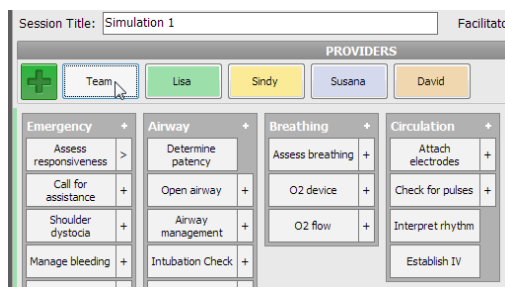 Session Title: Simulation 1
Facilitato
PROVIDERS
Team Lisa Sindy Susana David
Emergency +
Assess
responsiveness >
Call for
assistance +
Shoulder
dystocia +
Manage bleeding +
Airway +
Determine
patency
Open airway +
Airway
management +
Intubation Check +
Breathing +
Assess breathing +
O2 device +
O2 flow +
Circulation +
Attach
electrodes +
Check for pulses +
Interpret rhythm
Establish IV